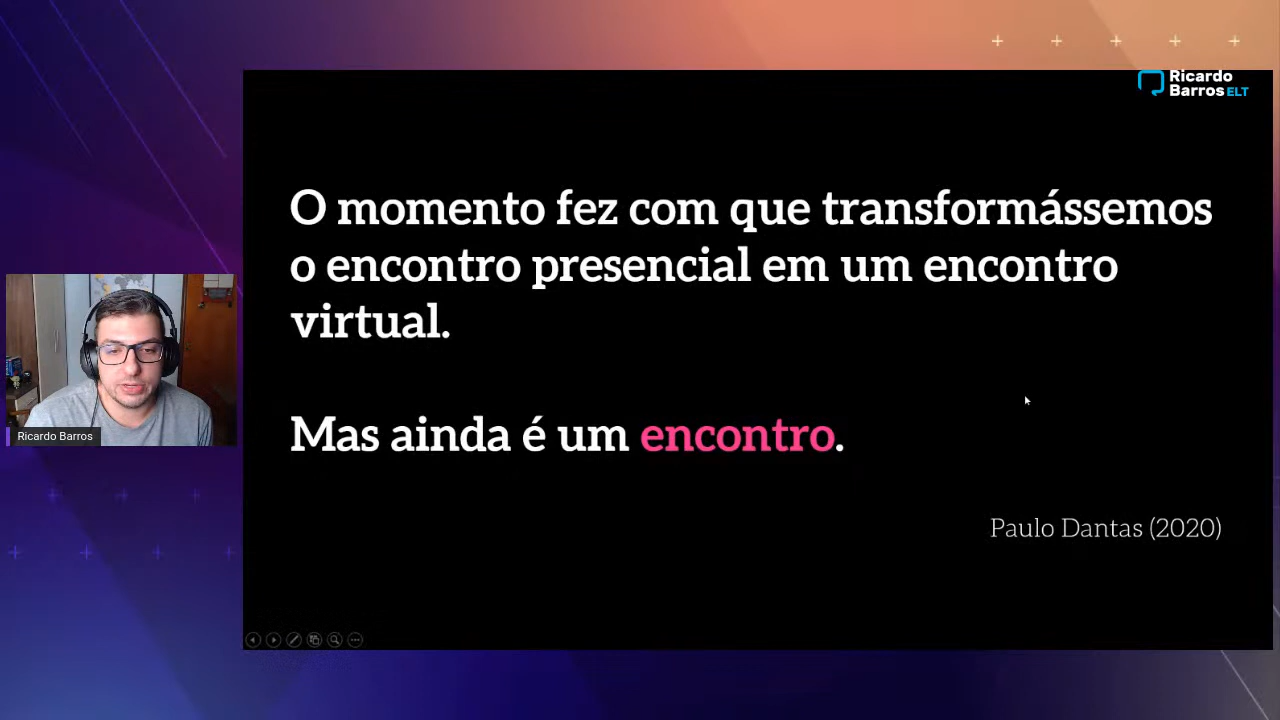 Ricardo
Barros ELT
O momento fez com que transformássemos
o encontro presencial em um encontro
virtual.
Mas ainda é um encontro.
Paulo Dantas (2020)
Ricardo Barros